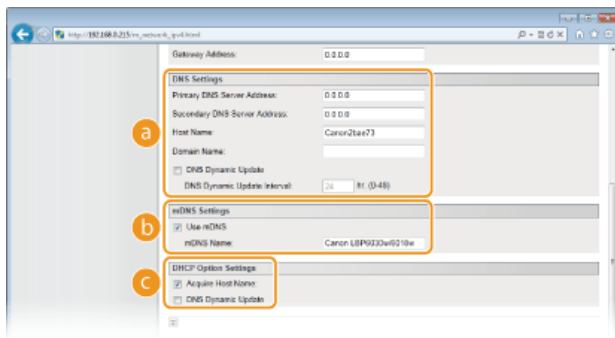 http://192.168.0.215/m_network_ipv4.html
Gateway Address: 0.0.0.0
DNS Settings
Primary DNS Server Address: 0.0.0.0
Secondary DNS Server Address: 0.0.0.0
a
Host Name: Canon2bae73
Domain Name:
DNS Dynamic Update
DNS Dynamic Update Interval: 24 hr. (0-48)
mDNS Settings
b
Use mDNS
mDNS Name: Canon LBP6030w/6018w
DHCP Option Settings
c
Acquire Host Name:
DNS Dynamic Update